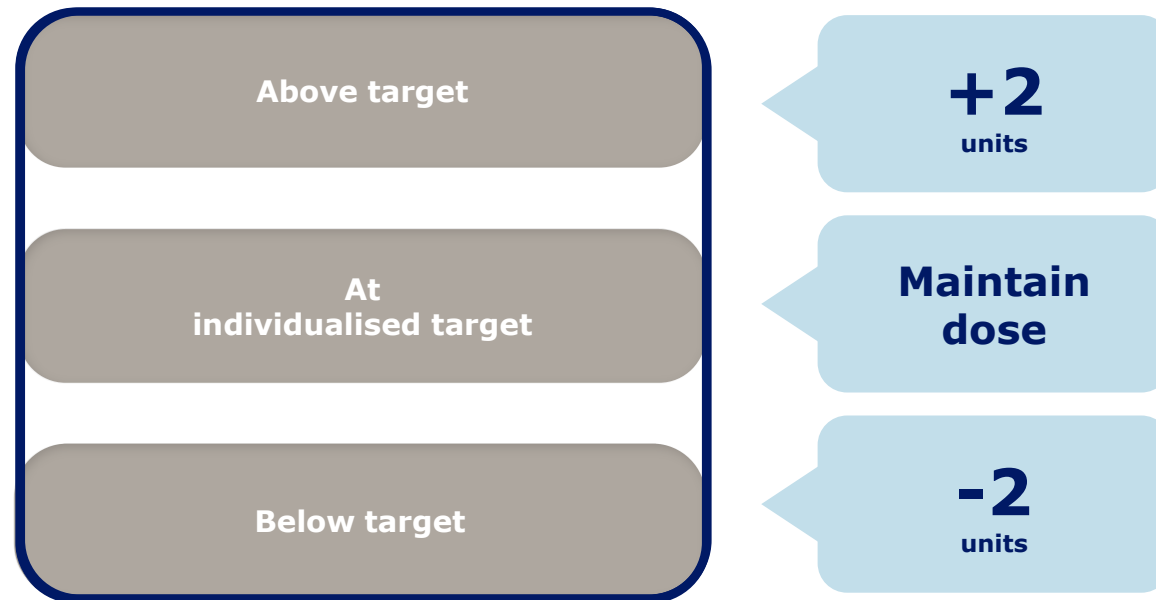 Above target
+2
units
At
individualised target
Maintain
dose
Below target
-2
units